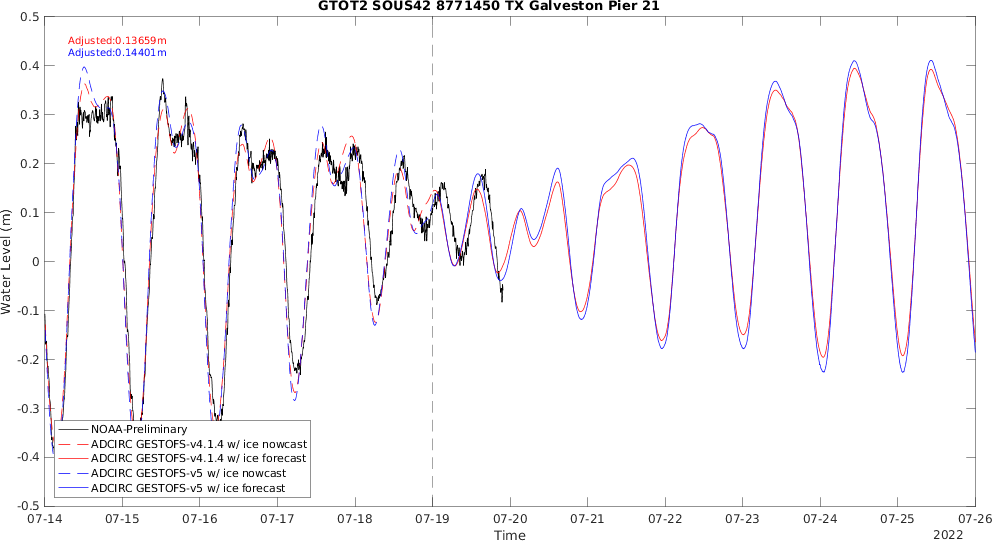 GTOT2 SOUS42 8771450 TX Galveston Pier 21
Adjusted:0.13659m
Adjusted:0.14401m
Water Level (m)
0.5
0.4
0.3
0.2
0.1
0
-0.1
-0.2
-0.3
-0.4
-0.5
NOAA-Preliminary
ADCIRC GESTOFS-v4.1.4 w/ ice nowcast
ADCIRC GESTOFS-v4.1.4 w/ ice forecast
ADCIRC GESTOFS-v5 w/ ice nowcast
ADCIRC GESTOFS-v5 w/ ice forecast
07-14 07-15 07-16 07-17 07-18 07-19 07-20 07-21 07-22 07-23 07-24 07-25 07-26
Time
2022